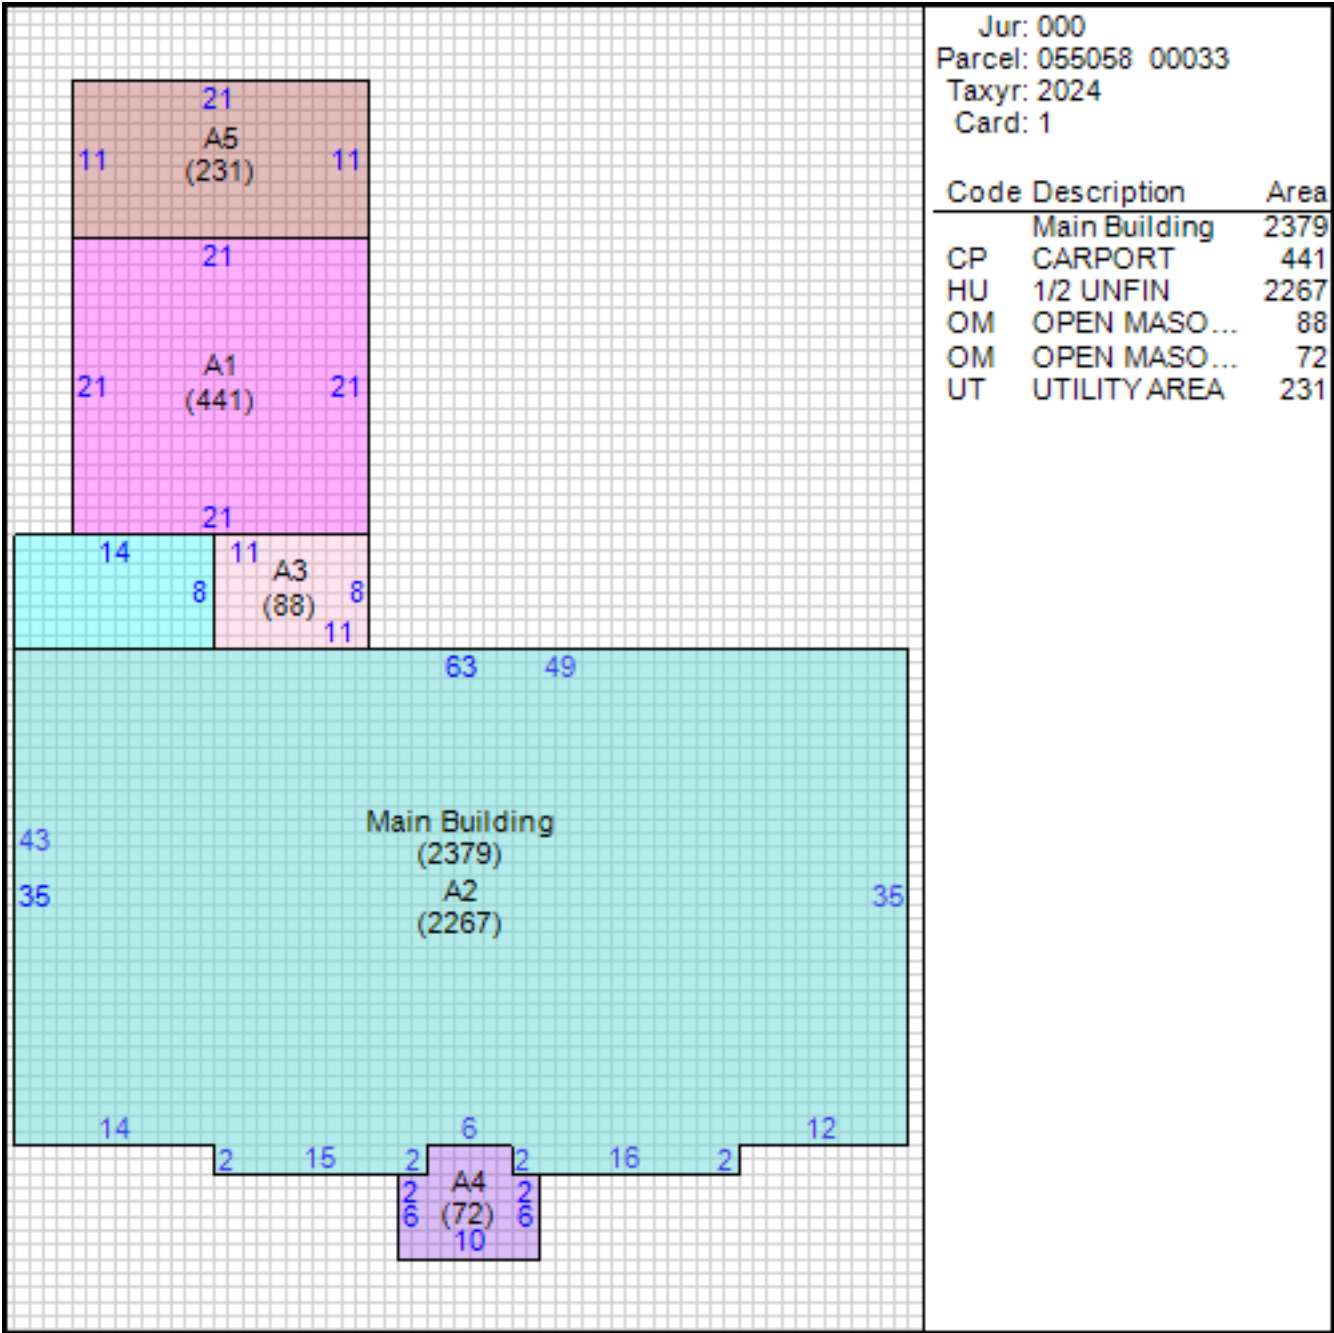 Jur: 000
Parcel: 055058 00033
Taxyr: 2024
Card: 1
Code Description Area
Main Building 2379
CP CARPORT 441
HU 1/2 UNFIN 2267
OM OPEN MASO... 88
OM OPEN MASO... 72
UT UTILITY AREA 231
21
A5
11 (231) 11
21
A1
21 (441) 21
21
14 11
A3
8 (88) 8
11
63 49
Main Building
43 (2379)
35 A2 35
(2267)
14 6 12
2 15 2 2 16 2
2 A4 2
6 (72) 6
10